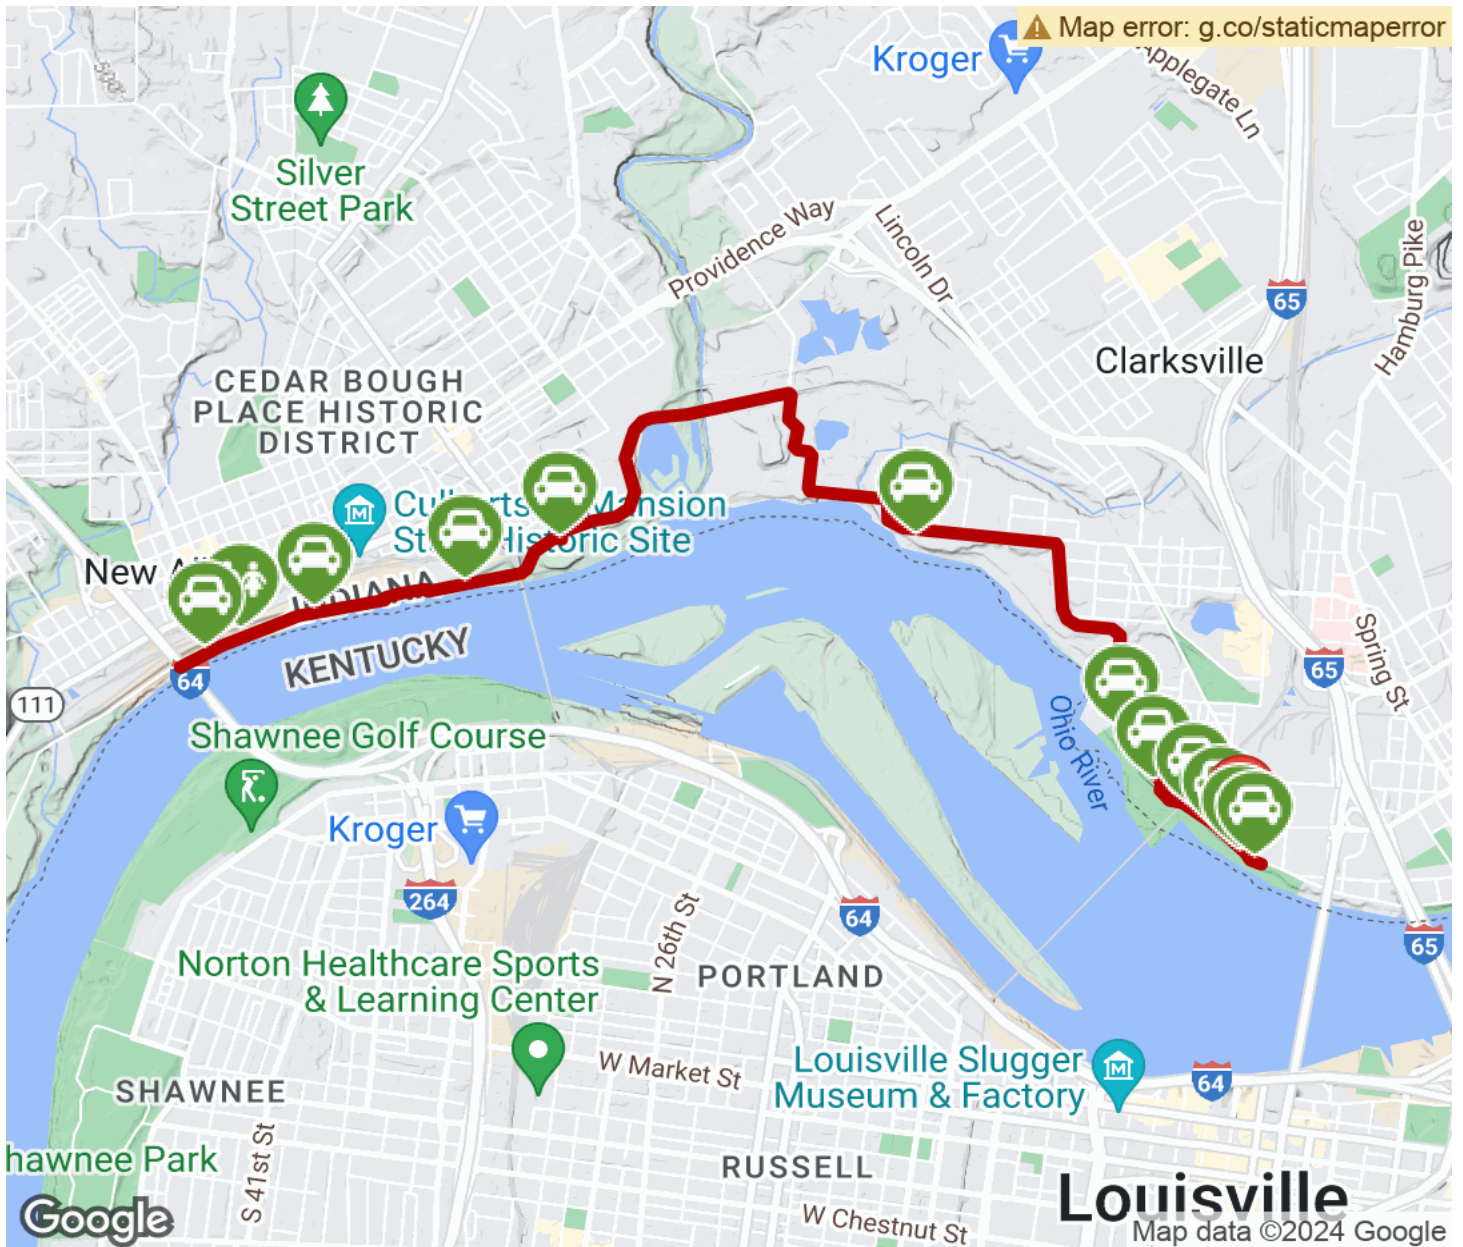 Map error: g.co/staticmaperror
Kroger
Applegate Ln
Silver
Street Park
Providence Way
Lincoln Dr
65
Hamburg Pike
Clarksville
CEDAR BOUGH
PLACE HISTORIC
DISTRICT
Mansion
Historic Site
New
INDIANA
KENTUCKY
64
111
Spring St
65
Ohio River
Shawnee Golf Course
Kroger
264
64
65
N 26th St
Norton Healthcare Sports
& Learning Center
PORTLAND
W Market St
Louisville Slugger
Museum & Factory
64
SHAWNEE
hawnee Park
S 41st St
RUSSELL
Louisville
W Chestnut St
Google
Map data ©2024 Google